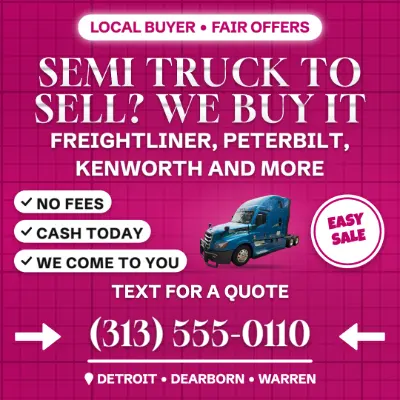 LOCAL BUYER • FAIR OFFERS
SEMI TRUCK TO
SELL? WE BUY IT
FREIGHTLINER, PETERBILT,
KENWORTH AND MORE
NO FEES
CASH TODAY
WE COME TO YOU
EASY
SALE
TEXT FOR A QUOTE
(313) 555-0110
DETROIT • DEARBORN • WARREN